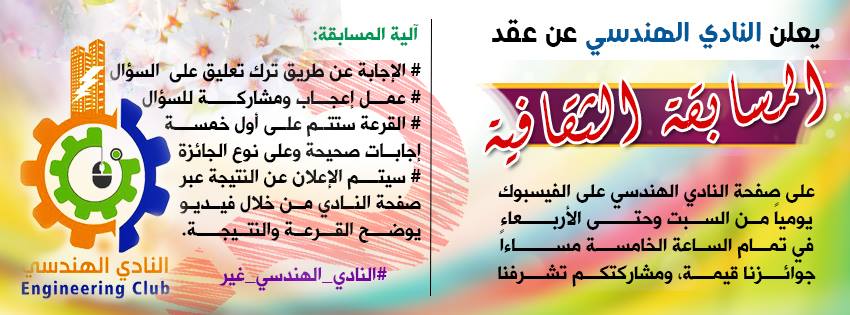 يعلن النادي الهندسي عن عقد
المسابقة الثقافية
على صفحة النادي الهندسي على الفيسبوك
يومياً من السبت وحتى الأربعاء
في تمام الساعة الخامسة مساءاً
جوائزنا قيمة، ومشاركتكم تشرفنا
آلية المسابقة:
# الإجابة عن طريق ترك تعليق على السؤال
# عمل إعجاب ومشاركة للسؤال
# القرعة ستتم على أول خمسة
إجابات صحيحة وعلى نوع الجائزة
# سيتم الإعلان عن النتيجة عبر
صفحة النادي من خلال فيديو
يوضح القرعة والنتيجة.
#النادي_الهندسي_غير
النادي الهندسي
Engineering Club